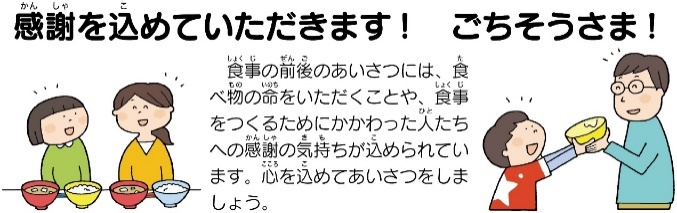 感謝を込めていただきます! ごちそうさま!
食事の前後のあいさつには、食
べ物の命をいただくことや、食事
をつくるためにかかわった人たち
への感謝の気持ちが込められてい
ます。心を込めてあいさつをしま
しょう。